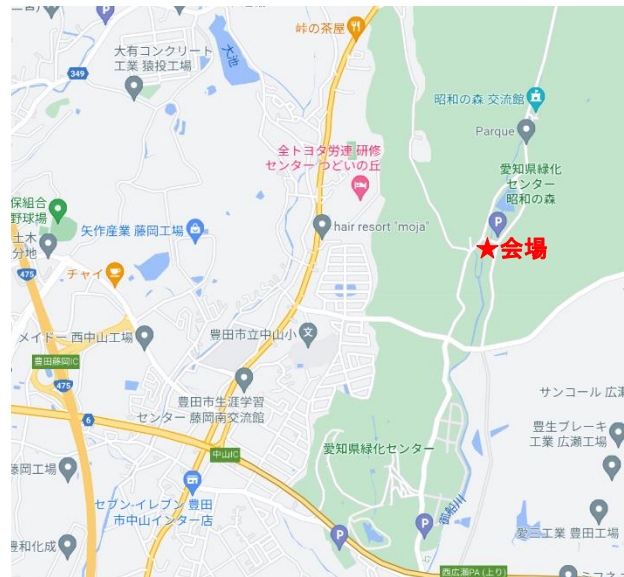 峠の茶屋
大有コンクリート
工業 猿投工場
大池
349
昭和の森 交流館
Parque
全トヨタ労連 研修
センター つどいの丘
愛知県緑化
センター
昭和の森
保組合
野球場
矢作産業 藤岡工場
hair resort "moja"
土木
分地
★会場
475
チャイ
メイドー 西中山工場
豊田市立中山小
文
豊田藤岡IC
475
豊田市生涯学習
センター 藤岡南交流館
サンコール 広瀬
6
豊生ブレーキ
工業 広瀬工場
中山IC
愛知県緑化センター
藤岡工場
セブン-イレブン 豊田
市中山インター店
御船川
P
P
P
P
愛三工業 豊田工場
豊和化成
西広瀬PA (上り)